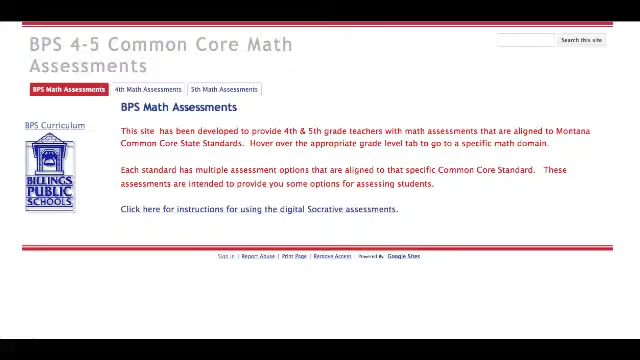 BPS 4-5 Common Core Math
Assessments
Search this site
BPS Math Assessments
4th Math Assessments
5th Math Assessments
BPS Math Assessments
BPS Curriculum
BILLINGS
PUBLIC
SCHOOLS
This site has been developed to provide 4th & 5th grade teachers with math assessments that are aligned to Montana
Common Core State Standards. Hover over the appropriate grade level tab to go to a specific math domain.
Each standard has multiple assessment options that are aligned to that specific Common Core Standard. These
assessments are intended to provide you some options for assessing students.
Click here for instructions for using the digital Socrative assessments.
Sign in | Report Abuse | Print Page | Remove Access | Powered By Google Sites